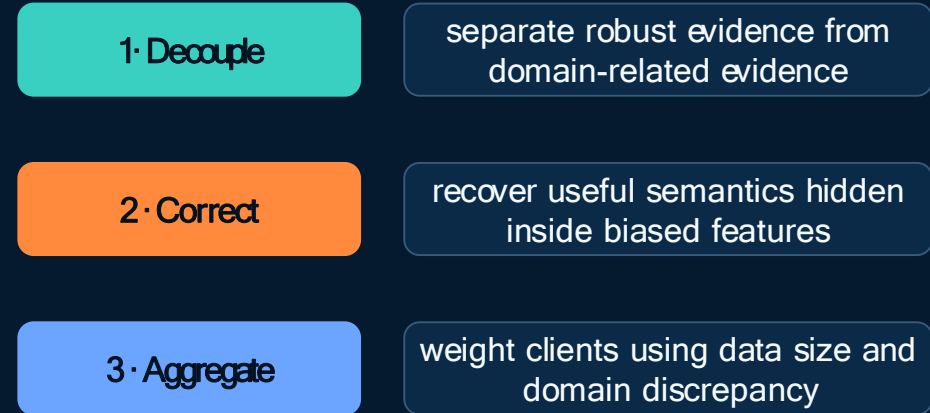 1· Decouple
separate robust evidence from
domain-related evidence
2 · Correct
recover useful semantics hidden
inside biased features
3 · Aggregate
weight clients using data size and
domain discrepancy